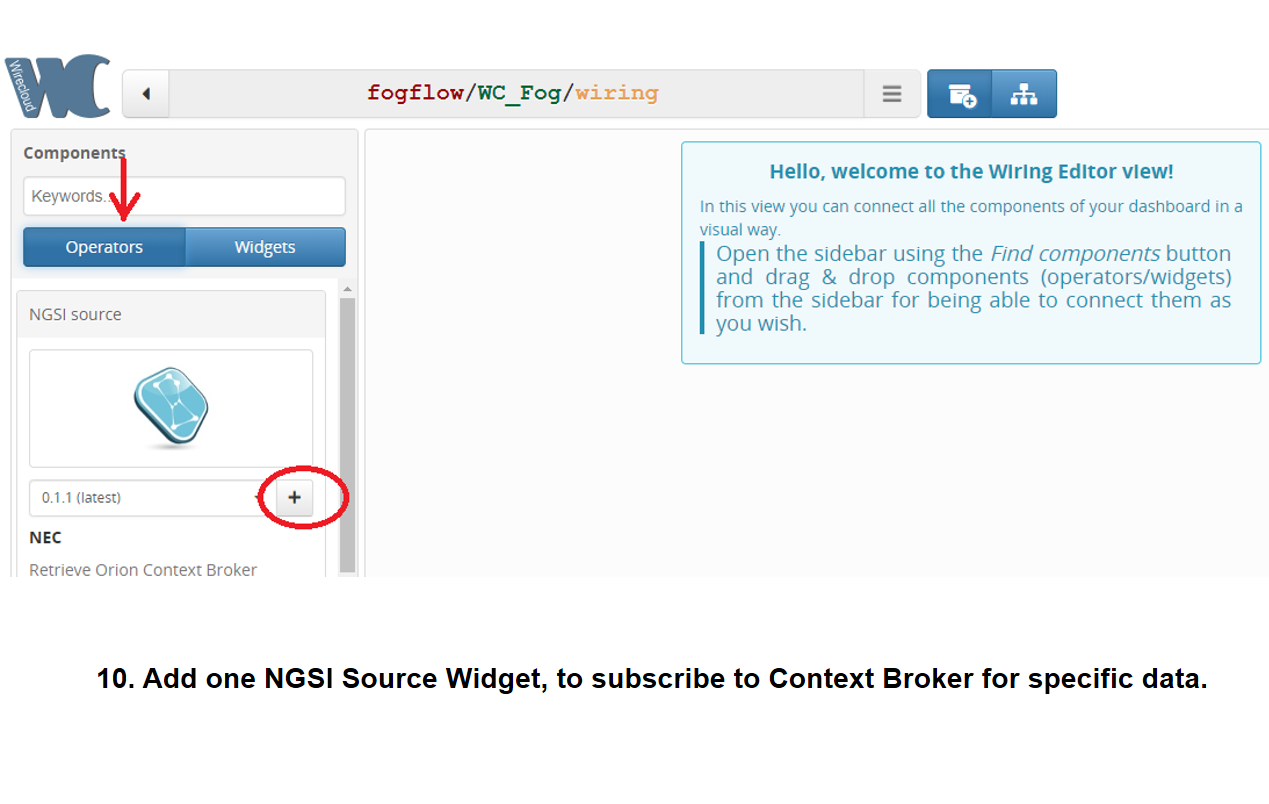 Wirecloud
WC
fogflow/WC_Fog/wiring
Components
Keywords..
Operators
Widgets
NGSI source
0.1.1 (latest)
+
NEC
Retrieve Orion Context Broker
Hello, welcome to the Wiring Editor view!
In this view you can connect all the components of your dashboard in a
visual way.
Open the sidebar using the Find components button
and drag & drop components (operators/widgets)
from the sidebar for being able to connect them as
you wish.
10. Add one NGSI Source Widget, to subscribe to Context Broker for specific data.